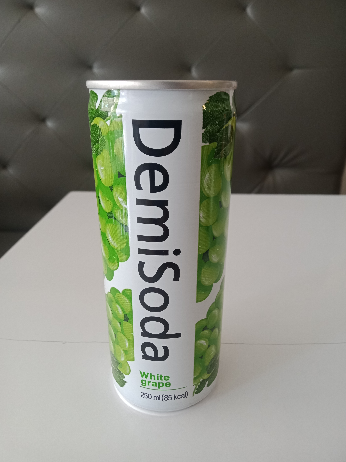 DemiSoda
White
grape
250 ml (85 kcal)